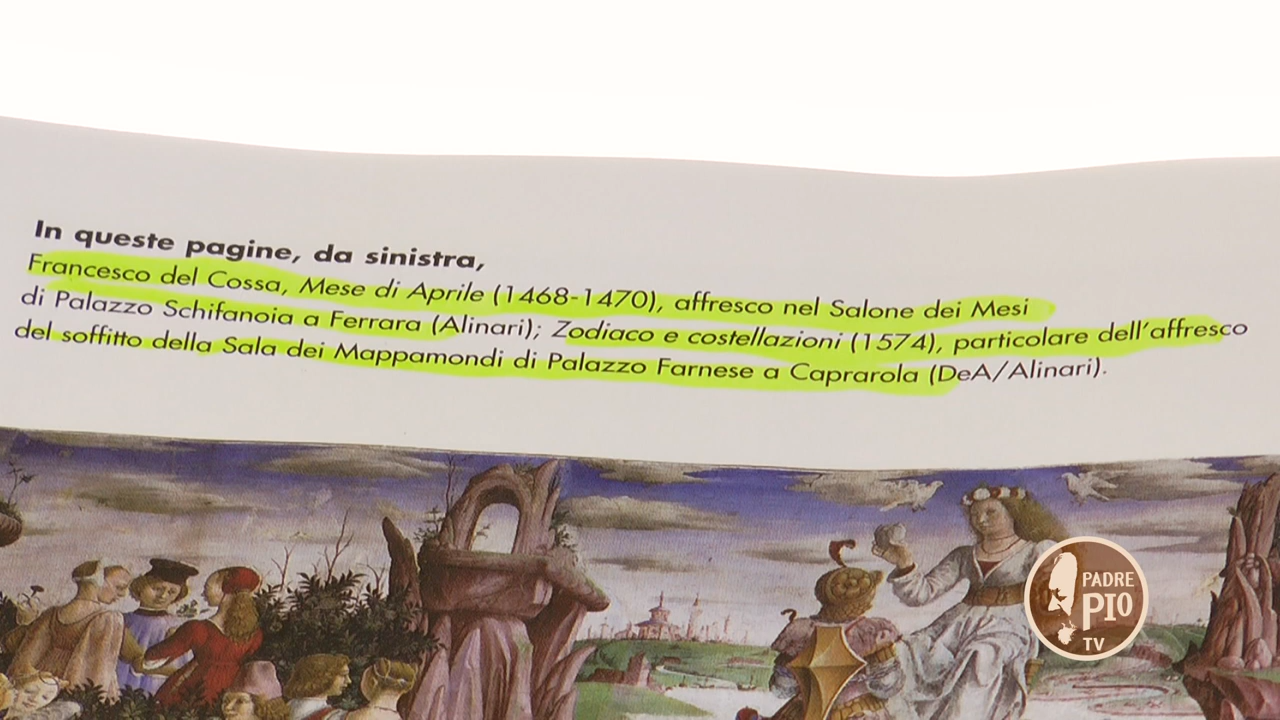 In queste pagine, da sinistra,
Francesco del Cossa, Mese di Aprile (1468-1470), affresco nel Salone dei Mesi
di Palazzo Schifanoia a Ferrara (Alinari); Zodiaco e costellazioni (1574), particolare dell'affresco
del soffitto della Sala dei Mappamondi di Palazzo Farnese a Caprarola (DeA/Alinari).
PADRE
PIO
TV